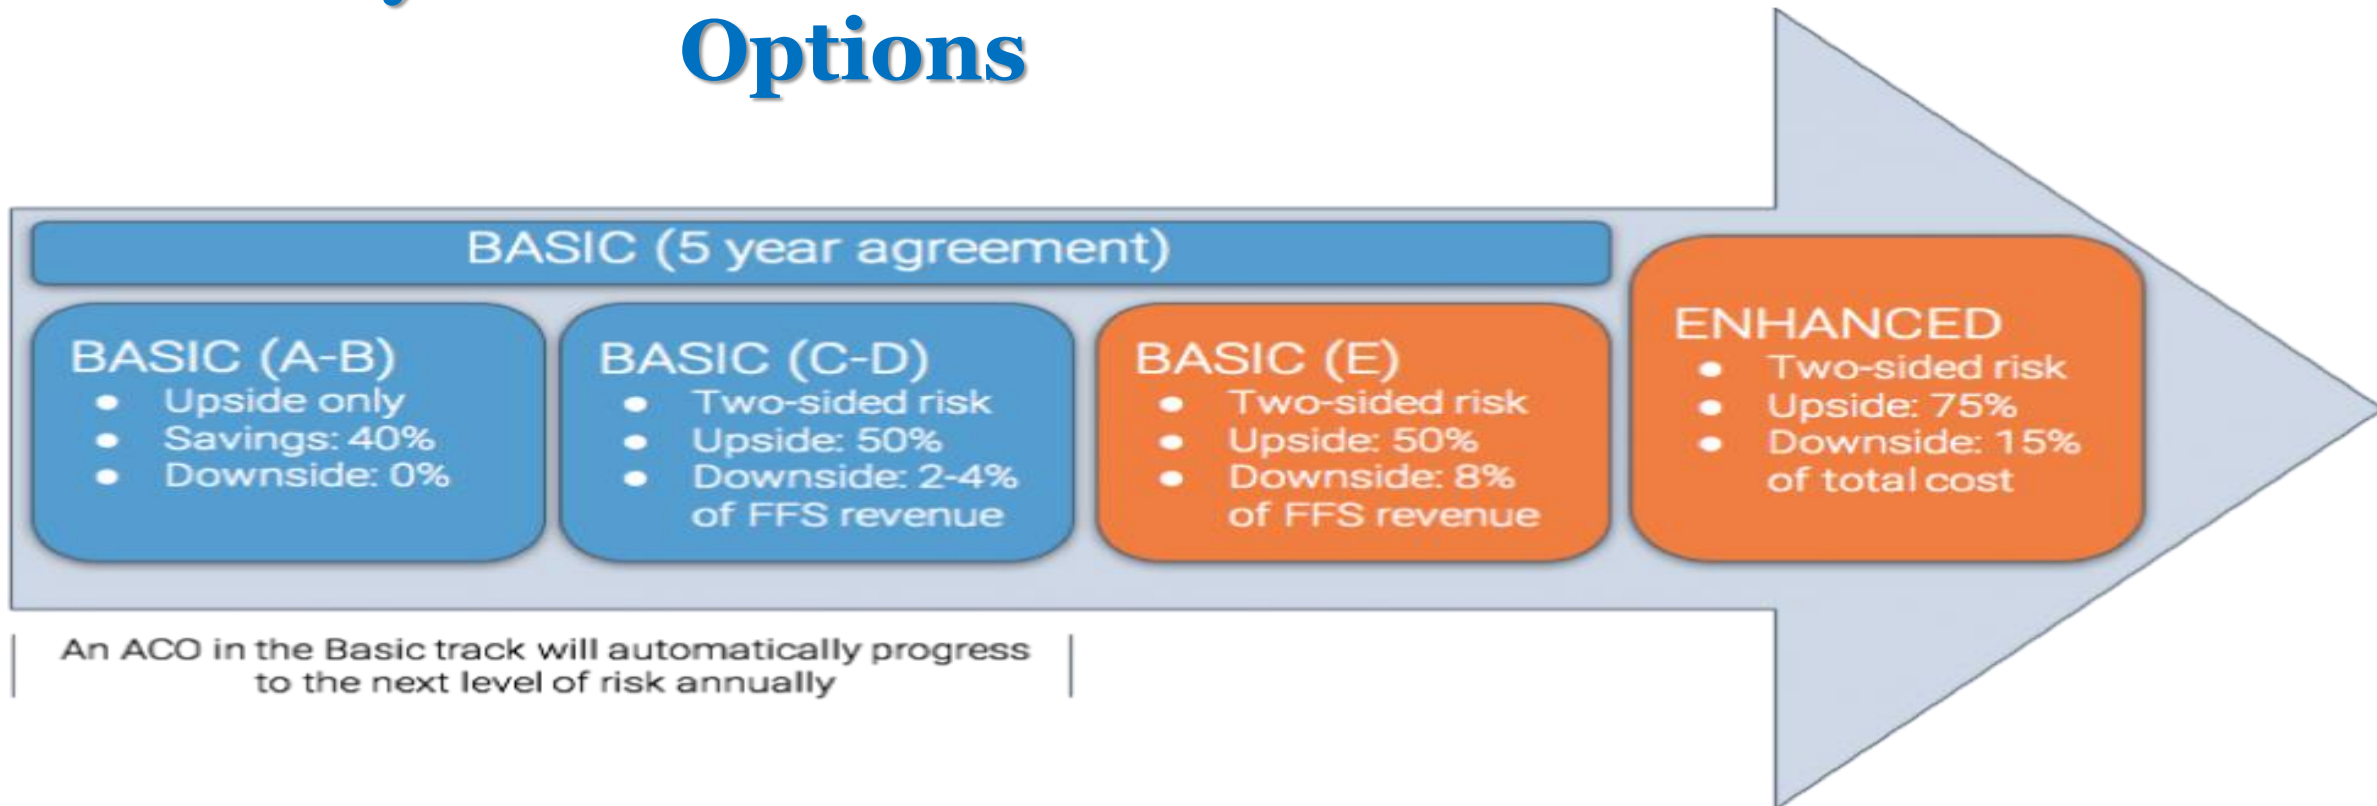 Options
BASIC (5 year agreement)
BASIC (A-B)
• Upside only
• Savings: 40%
• Downside: 0%
BASIC (C-D)
• Two-sided risk
• Upside: 50%
• Downside: 2-4%
of FFS revenue
BASIC (E)
• Two-sided risk
• Upside: 50%
• Downside: 8%
of FFS revenue
ENHANCED
• Two-sided risk
• Upside: 75%
• Downside: 15%
of total cost
An ACO in the Basic track will automatically progress
to the next level of risk annually